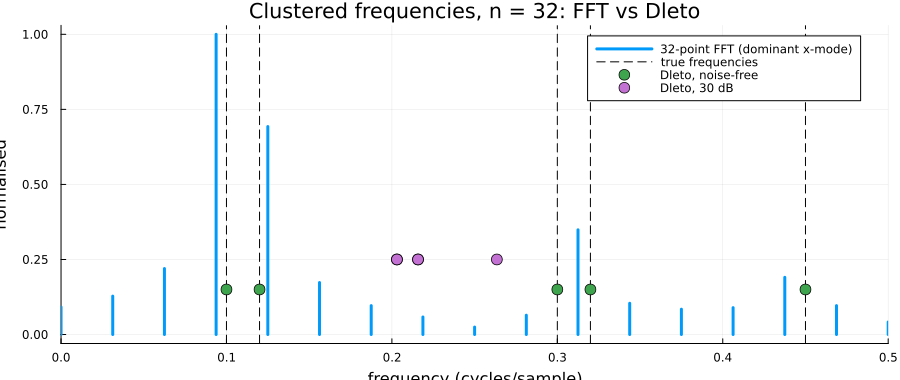 Clustered frequencies, n = 32: FFT vs Dleto
1.00
0.75
0.50
0.25
0.00
normalised
32-point FFT (dominant x-mode)
true frequencies
Dleto, noise-free
Dleto, 30 dB
0.0 0.1 0.2 0.3 0.4 0.5
frequency (cycles/sample)